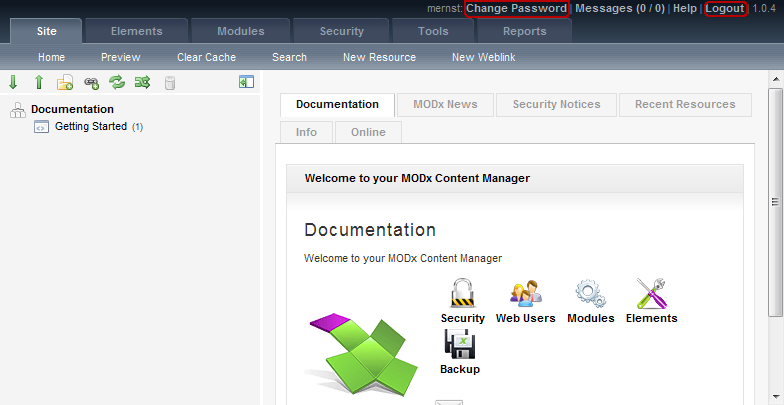 mernst: Change Password | Messages (0 / 0) | Help | Logout | 1.0.4
Site Elements Modules Security Tools Reports
Home Preview Clear Cache Search New Resource New Weblink
Documentation
Getting Started (1)
Documentation MODx News Security Notices Recent Resources
Info Online
Welcome to your MODx Content Manager
Documentation
Welcome to your MODx Content Manager
Security Web Users Modules Elements
Backup